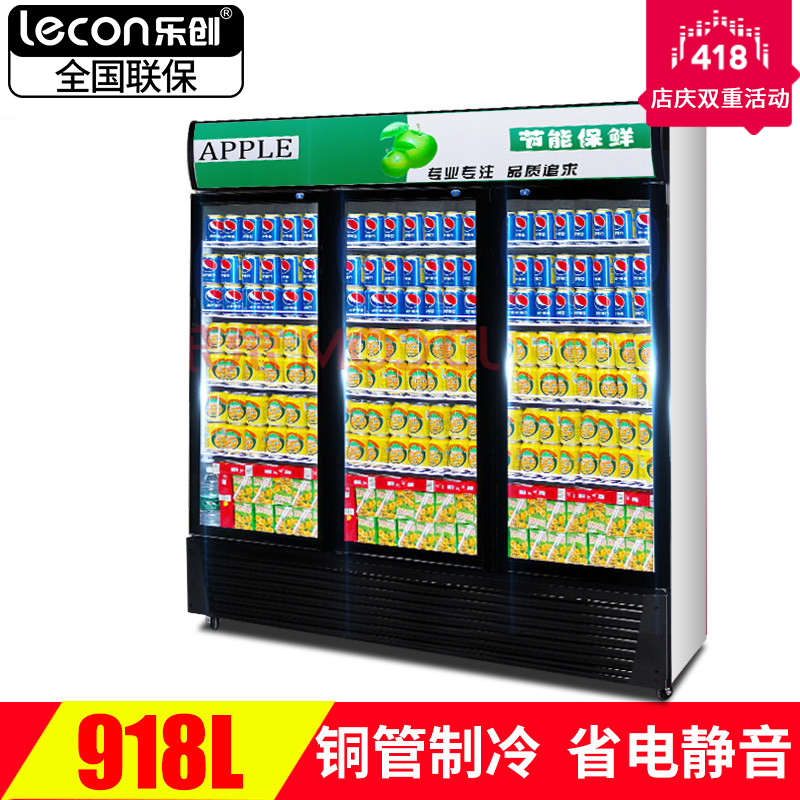 lecon乐创®
全国联保
418
店庆双重活动
APPLE
节能保鲜
专业专注 品质追求
918L
铜管制冷 省电静音